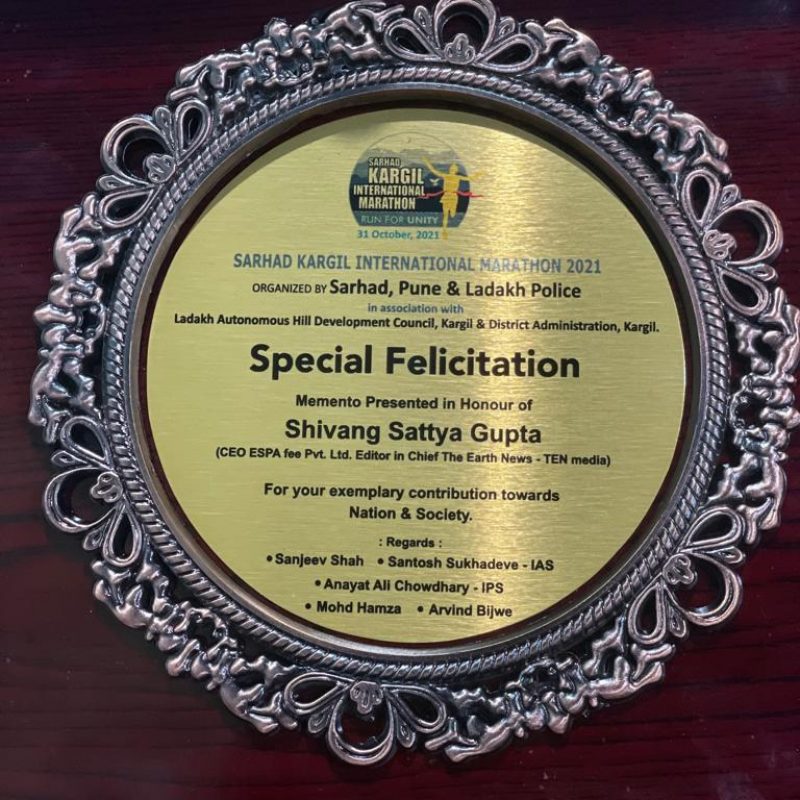 SARHAD
KARGIL
INTERNATIONAL
MARATHON
RUN FOR UNITY
31 October, 2021
SARHAD KARGIL INTERNATIONAL MARATHON 2021
ORGANIZED BY Sarhad, Pune & Ladakh Police
in association with
Ladakh Autonomous Hill Development Council, Kargil & District Administration, Kargil.
Special Felicitation
Memento Presented in Honour of
Shivang Sattya Gupta
(CEO ESPA fee Pvt. Ltd. Editor in Chief The Earth News - TEN media)
For your exemplary contribution towards
Nation & Society.
: Regards :
• Sanjeev Shah • Santosh Sukhadeve - IAS
• Anayat Ali Chowdhary - IPS
• Mohd Hamza • Arvind Bijwe